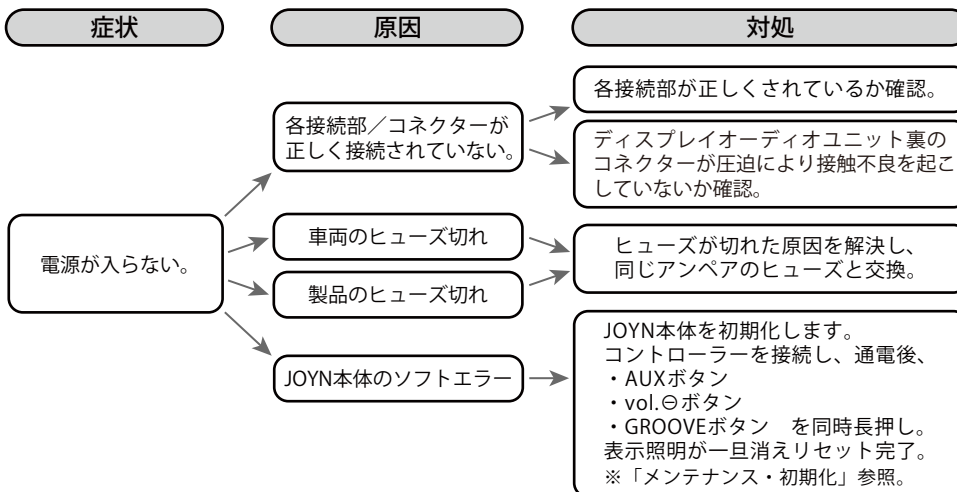 症状
原因
対処
電源が入らない。
各接続部／コネクターが
正しく接続されていない。
車両のヒューズ切れ
製品のヒューズ切れ
JOYN本体のソフトエラー
各接続部が正しくされているか確認。
ディスプレイオーディオユニット裏の
コネクターが圧迫により接触不良を起こ
していないか確認。
ヒューズが切れた原因を解決し、
同じアンペアのヒューズと交換。
JOYN本体を初期化します。
コントローラーを接続し、通電後、
・AUXボタン
・vol.⊖ボタン
・GROOVEボタン　を同時長押し。
表示照明が一旦消えリセット完了。
※「メンテナンス・初期化」参照。